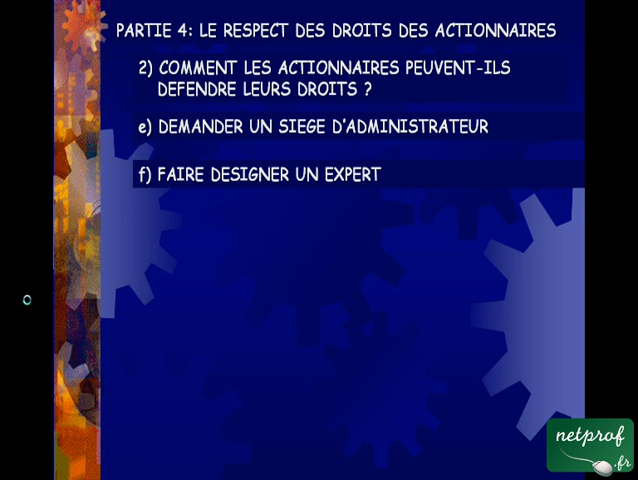 PARTIE 4: LE RESPECT DES DROITS DES ACTIONNAIRES
2) COMMENT LES ACTIONNAIRES PEUVENT-ILS
DEFENDRE LEURS DROITS ?
e) DEMANDER UN SIEGE D'ADMINISTRATEUR
f) FAIRE DESIGNER UN EXPERT
netprof
.fr